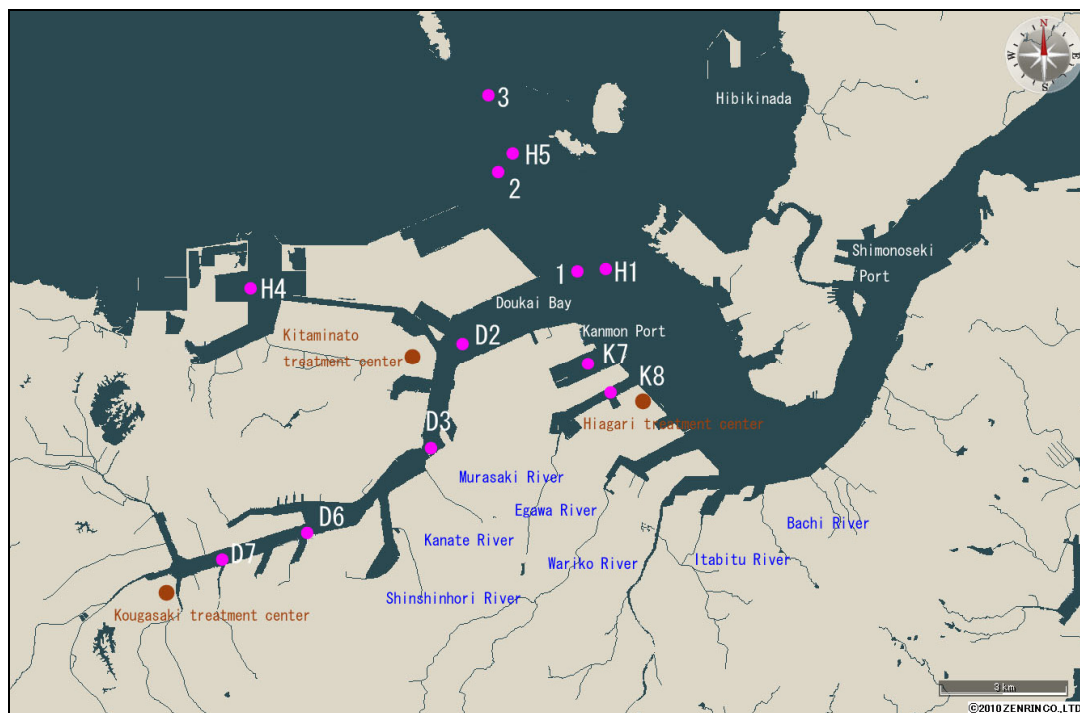 N
W
E
S
3
Hibikinada
H5
2
Shimonoseki
Port
1
H1
H4
Doukai Bay
Kitaminato
treatment center
D2
Kanmon Port
K7
K8
Hiagari treatment center
D3
Murasaki River
Egawa River
Bachi River
D6
Kanate River
Wariko River
Itabitu River
D7
Shinshinhori River
Kougasaki treatment center
3 km
©2010 ZENRIN CO., LTD